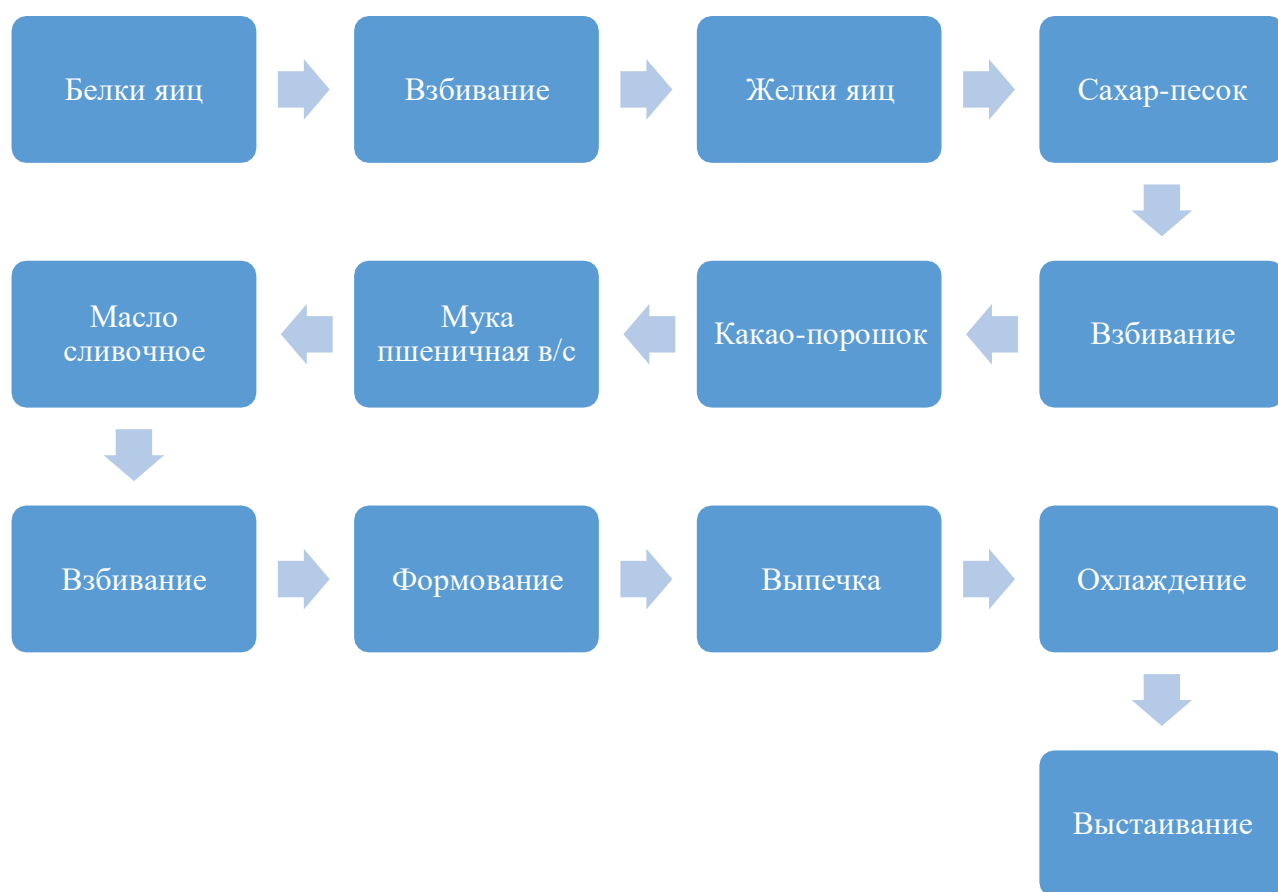 Белки яиц
Взбивание
Желки яиц
Сахар-песок
Взбивание
Какао-порошок
Мука
пшеничная в/с
Масло
сливочное
Взбивание
Формование
Выпечка
Охлаждение
Выстаивание